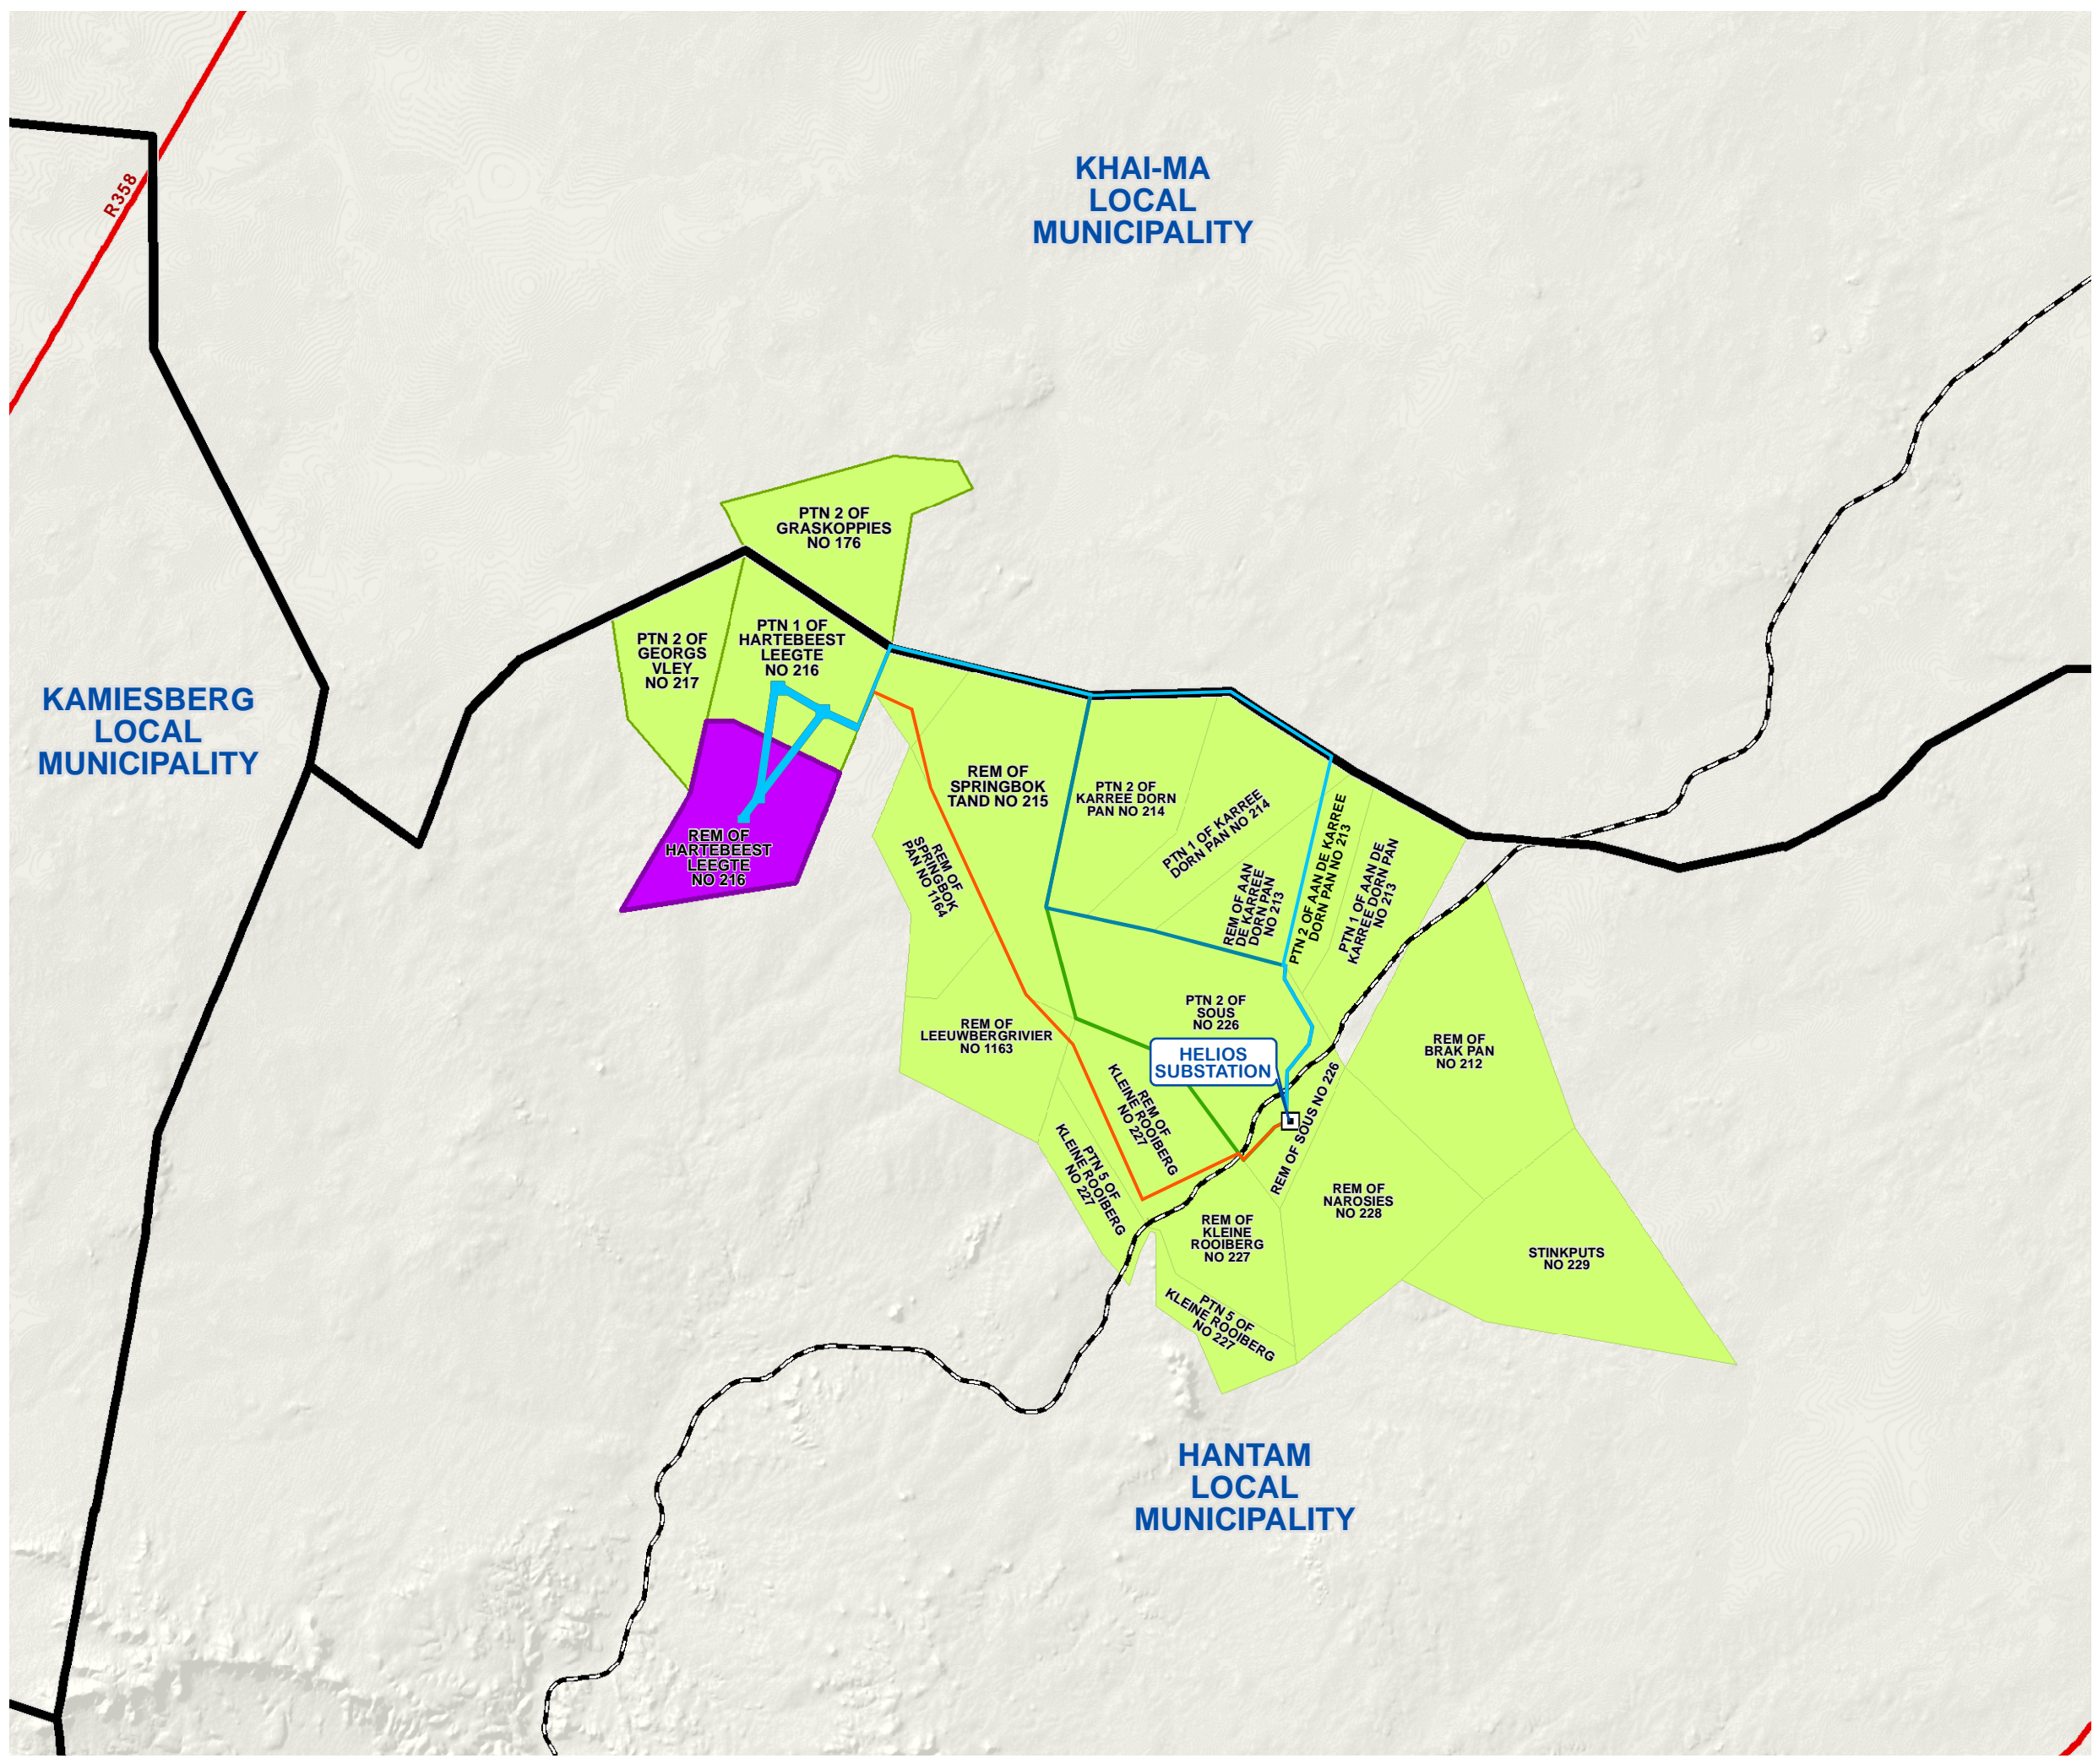 R358
KHAI-MA
LOCAL
MUNICIPALITY
PTN 2 OF
GRASKOPPIES
NO 176
PTN 2 OF
GEORGS
VLEY
NO 217
PTN 1 OF
HARTEBEEST
LEEGTE
NO 216
KAMIESBERG
LOCAL
MUNICIPALITY
REM OF
HARTEBEEST
LEEGTE
NO 216
REM OF
SPRINGBOK
TAND NO 215
PTN 2 OF
KARREE DORN
PAN NO 214
PTN 1 OF KARREE
DORN PAN NO 214
REM OF
SPRINGBOK
PAN NO 1164
REM OF AAN
DE KARREE
DORN PAN
NO 213
PTN 2 OF AAN DE KARREE
DORN PAN NO 213
PTN 1 OF AAN DE
KARREE DORN PAN
NO 213
REM OF
LEEUWBERGRIVIER
NO 1163
PTN 2 OF
SOUS
NO 226
HELIOS
SUBSTATION
REM OF
BRAK PAN
NO 212
REM OF
KLEINE ROOIBERG
NO 227
PTN 5 OF
KLEINE ROOIBERG
NO 227
REM OF SOUS NO 226
REM OF
NAROSIES
NO 228
REM OF
KLEINE
ROOIBERG
NO 227
STINKPUTS
NO 229
PTN 5 OF
KLEINE ROOIBERG
NO 227
HANTAM
LOCAL
MUNICIPALITY